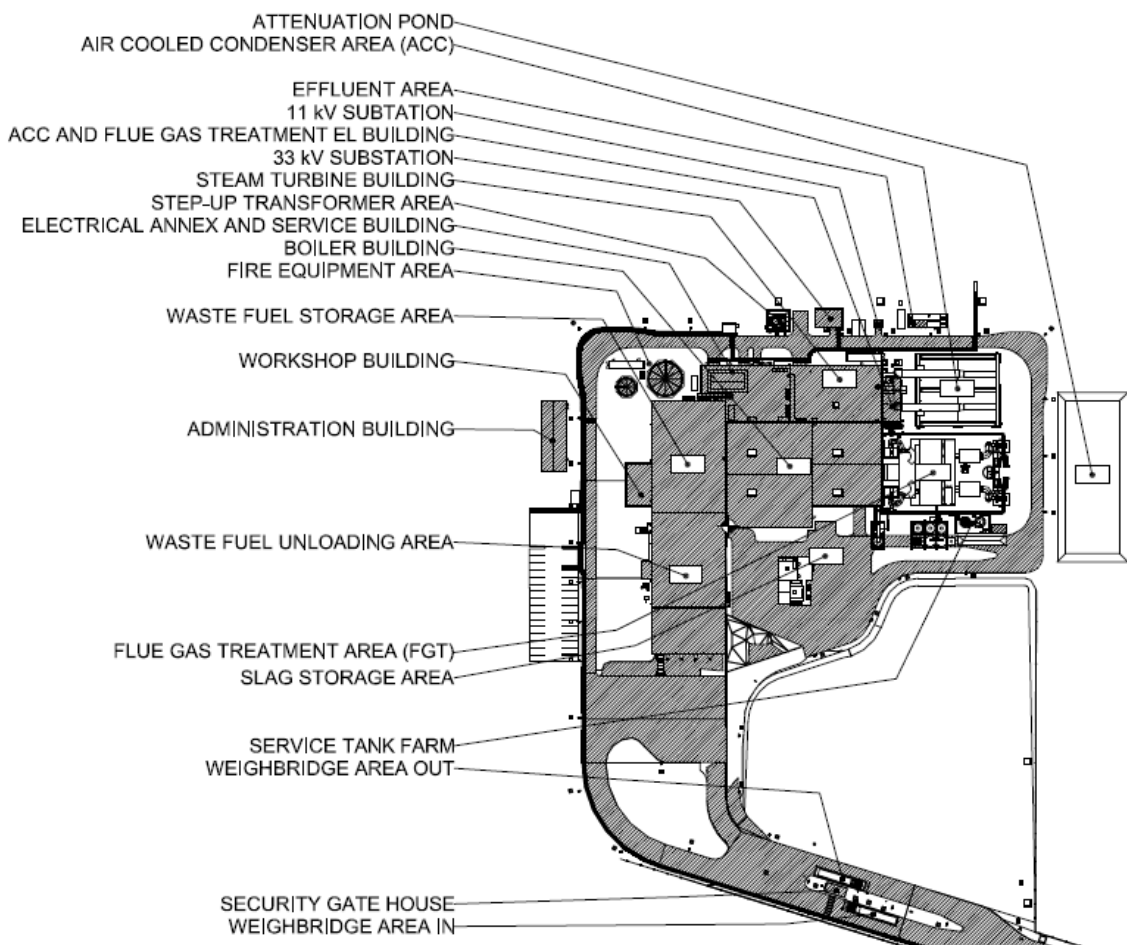 ATTENUATION POND
AIR COOLED CONDENSER AREA (ACC)
EFFLUENT AREA
11 kV SUBTATION
ACC AND FLUE GAS TREATMENT EL BUILDING
33 kV SUBSTATION
STEAM TURBINE BUILDING
STEP-UP TRANSFORMER AREA
ELECTRICAL ANNEX AND SERVICE BUILDING
BOILER BUILDING
FIRE EQUIPMENT AREA
WASTE FUEL STORAGE AREA
WORKSHOP BUILDING
ADMINISTRATION BUILDING
WASTE FUEL UNLOADING AREA
FLUE GAS TREATMENT AREA (FGT)
SLAG STORAGE AREA
SERVICE TANK FARM
WEIGHBRIDGE AREA OUT
SECURITY GATE HOUSE
WEIGHBRIDGE AREA IN